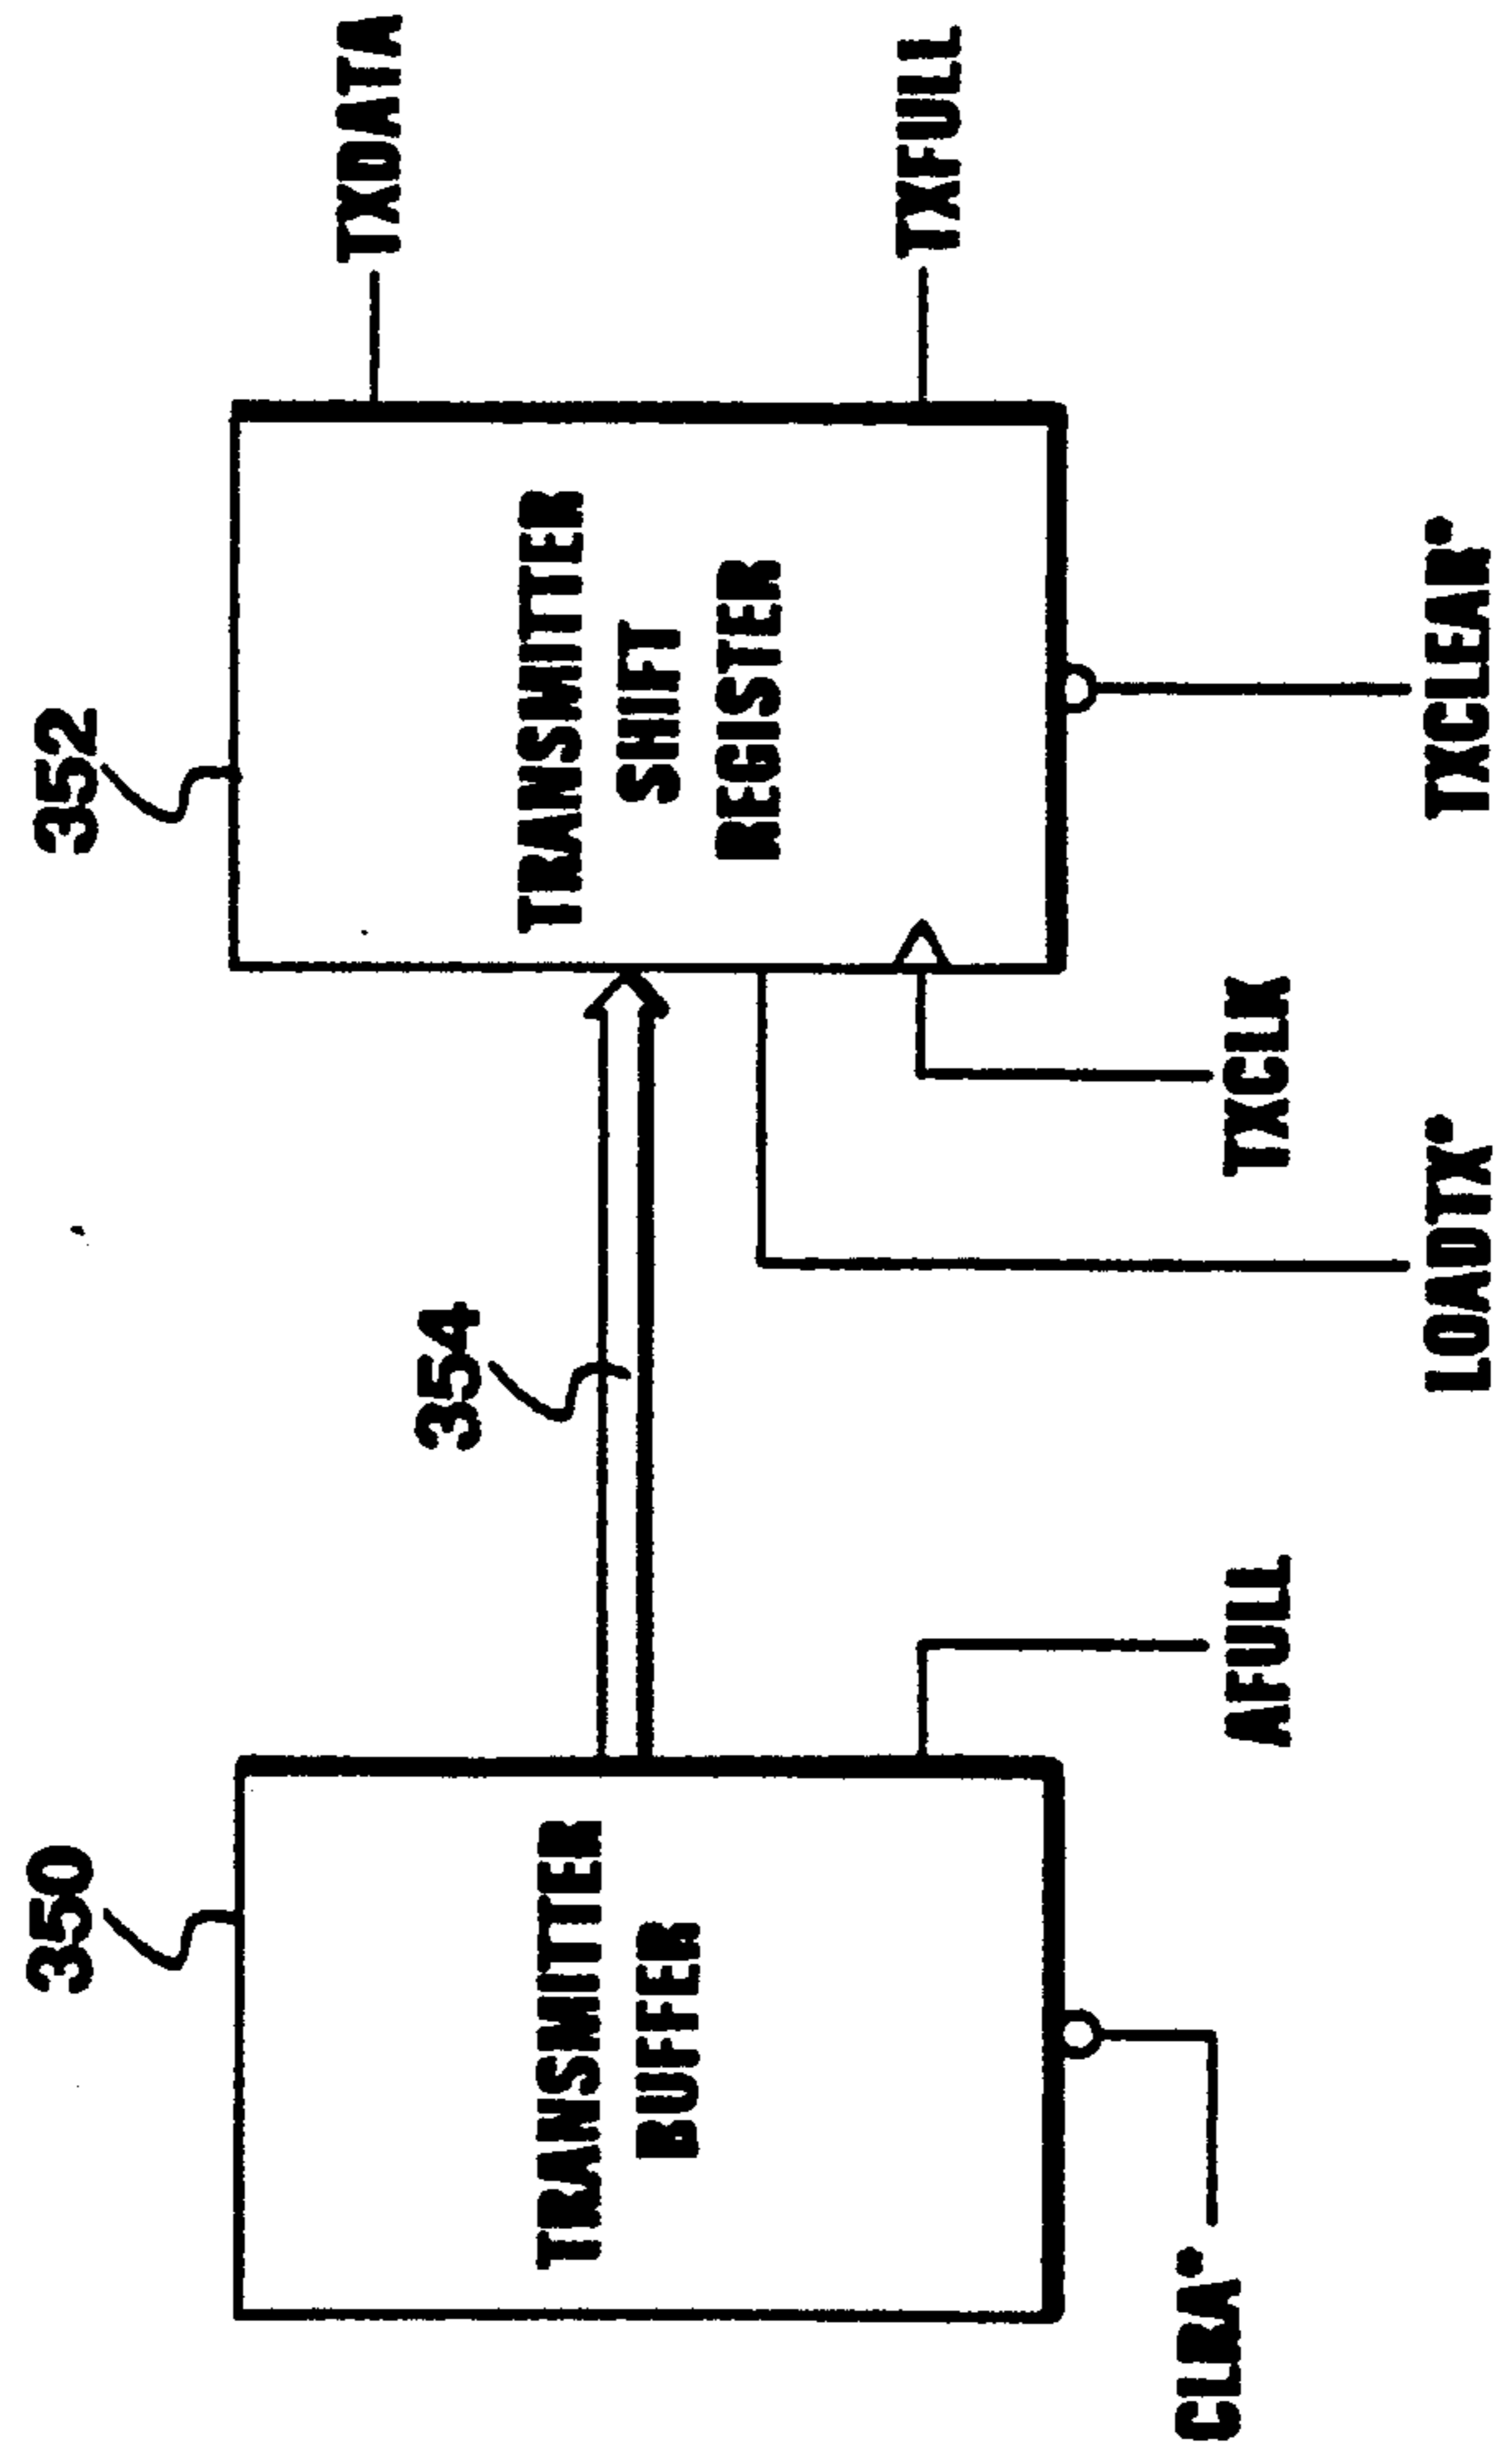 350
352
354
TRANSMITTER
BUFFER
TRANSMITTER
SHIFT
REGISTER
TXDATA
TXFULL
CLRA*
AFULL
LOADTX*
TXCLK
TXCLEAR*